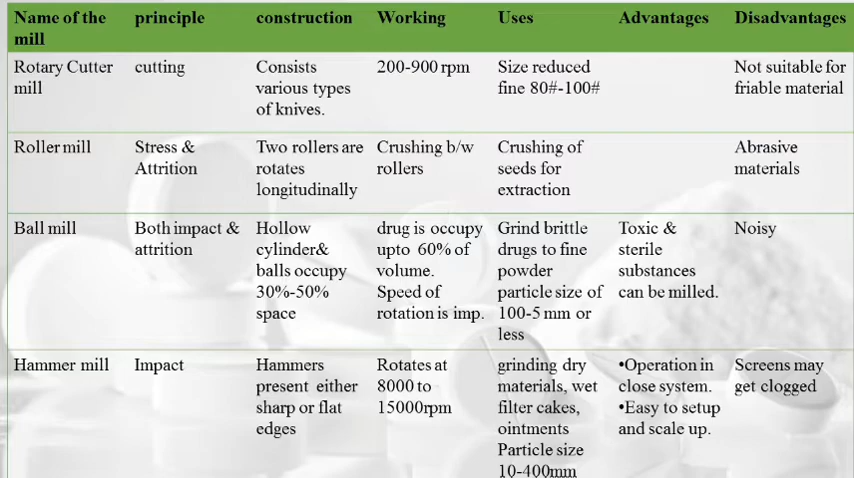 Name of the mill
principle
construction
Working
Uses
Advantages
Disadvantages
Rotary Cutter
mill
cutting
Consists
various types
of knives.
200-900 rpm
Size reduced
fine 80#-100#
Not suitable for
friable material
Roller mill
Stress &
Attrition
Two rollers are
rotates
longitudinally
Crushing b/w
rollers
Crushing of
seeds for
extraction
Abrasive
materials
Ball mill
Both impact &
attrition
Hollow
cylinder&
balls occupy
30%-50%
space
drug is occupy
upto 60% of
volume.
Speed of
rotation is imp.
Grind brittle
drugs to fine
powder
particle size of
100-5 mm or
less
Toxic &
sterile
substances
can be milled.
Noisy
Hammer mill
Impact
Hammers
present either
sharp or flat
edges
Rotates at
8000 to
15000rpm
grinding dry
materials, wet
filter cakes,
ointments
Particle size
10-400mm
•Operation in
close system.
•Easy to setup
and scale up.
Screens may
get clogged